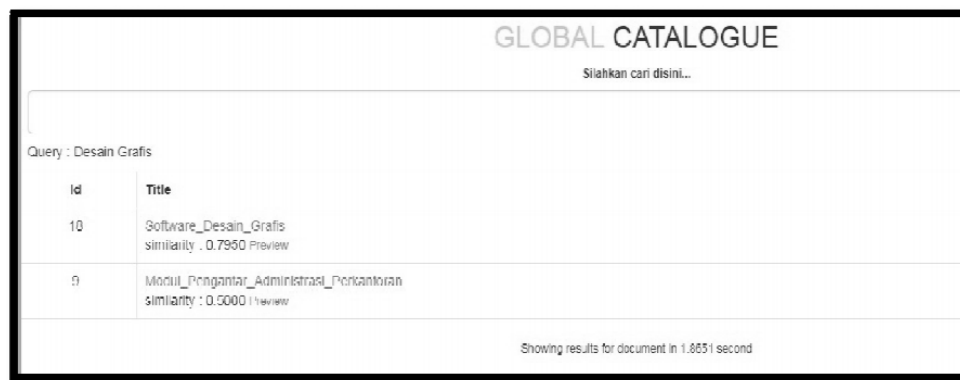 GLOBAL CATALOGUE
Silahkan cari disini...
Query : Desain Grafis
Id Title
10 Software_Desain_Grafis
similarity : 0.7950 Preview
9 Modul_Pengantar_Administrasi_Perkantoran
similarity : 0.5000 Preview
Showing results for document in 1.8651 second